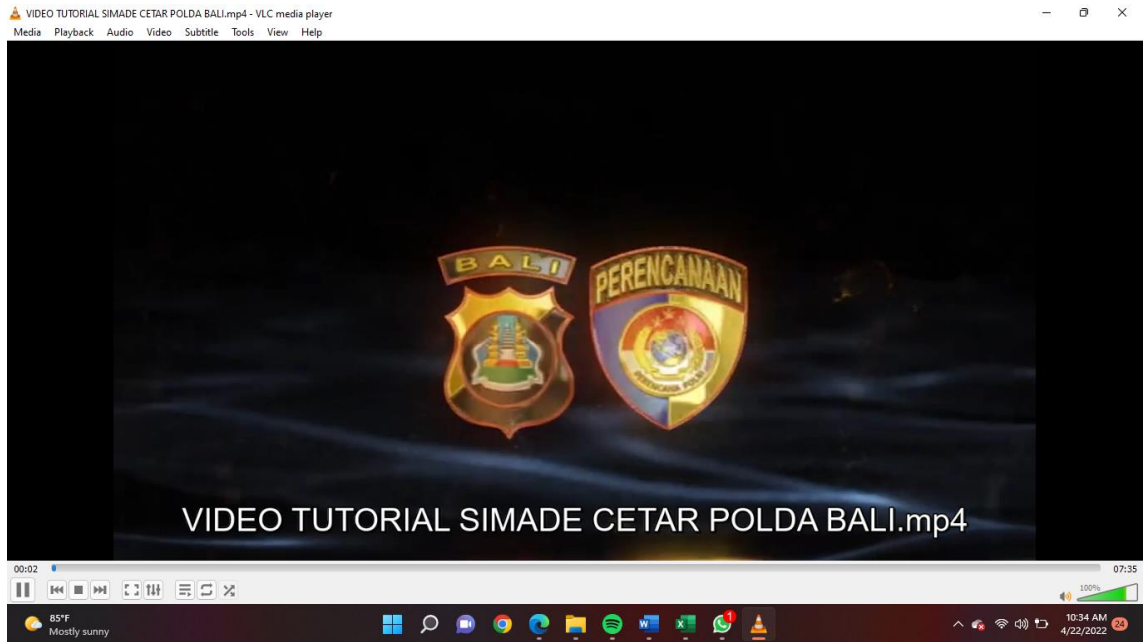 VIDEO TUTORIAL SIMADE CETAR POLDA BALI.mp4 - VLC media player
Media Playback Audio Video Subtitle Tools View Help
BALI
PERENCANAAN
VIDEO TUTORIAL SIMADE CETAR POLDA BALI.mp4
00:02
07:35
100%
85°F
Mostly sunny
1
10:34 AM
4/22/2022
24